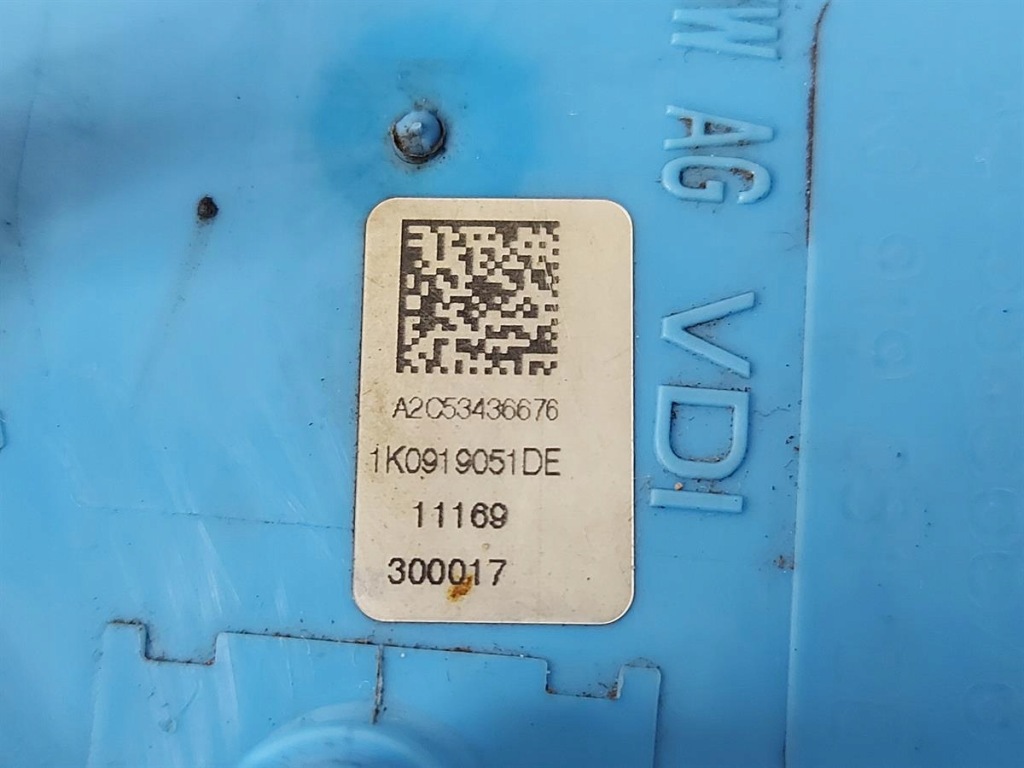 A2C53436676
1K0919051DE
11169
300017
W AG
VDI